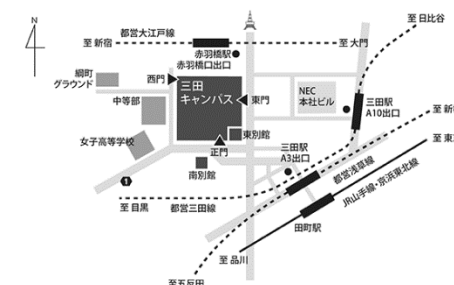 N
至 日比谷
都営大江戸線
至 新宿
至 大門
赤羽橋駅
赤羽橋口出口
綱町
グラウンド
西門
三田
キャンパス
東門
NEC
本社ビル
中等部
三田駅
A10出口
東別館
女子高等学校
正門
三田駅
A3出口
南別館
1
都営浅草線
JR山手線・京浜東北線
至 目黒
都営三田線
田町駅
至 品川
至 五反田